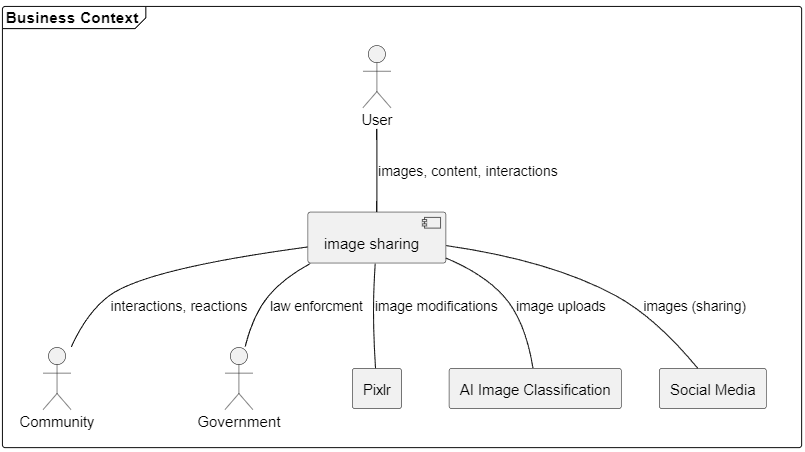 Business Context
User
images, content, interactions
image sharing
interactions, reactions
law enforcment
image modifications
image uploads
images (sharing)
Community
Government
Pixlr
AI Image Classification
Social Media